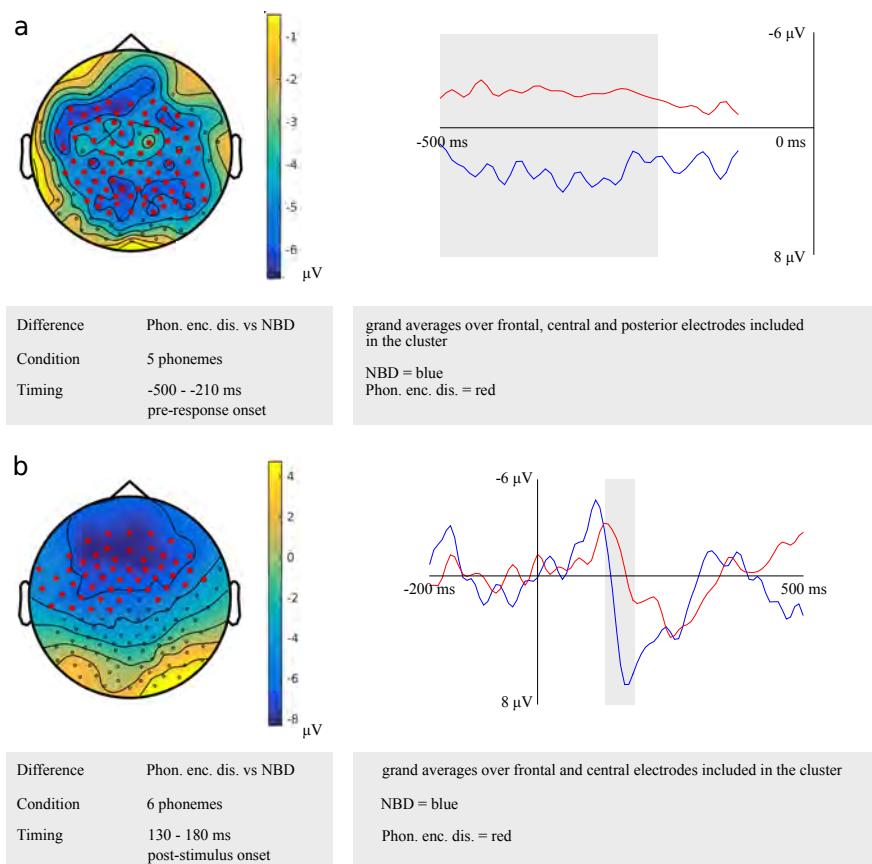 a
-1
-2
-3
-4
-5
-6
μV
-6 μV
-500 ms
0 ms
8 μV
Difference Phon. enc. dis. vs NBD
Condition 5 phonemes
Timing -500 - -210 ms
pre-response onset
grand averages over frontal, central and posterior electrodes included
in the cluster
NBD = blue
Phon. enc. dis. = red
b
4
2
0
-2
-4
-6
-8
μV
-6 μV
-200 ms
500 ms
8 μV
Difference Phon. enc. dis. vs NBD
Condition 6 phonemes
Timing 130 - 180 ms
post-stimulus onset
grand averages over frontal and central electrodes included in the cluster
NBD = blue
Phon. enc. dis. = red